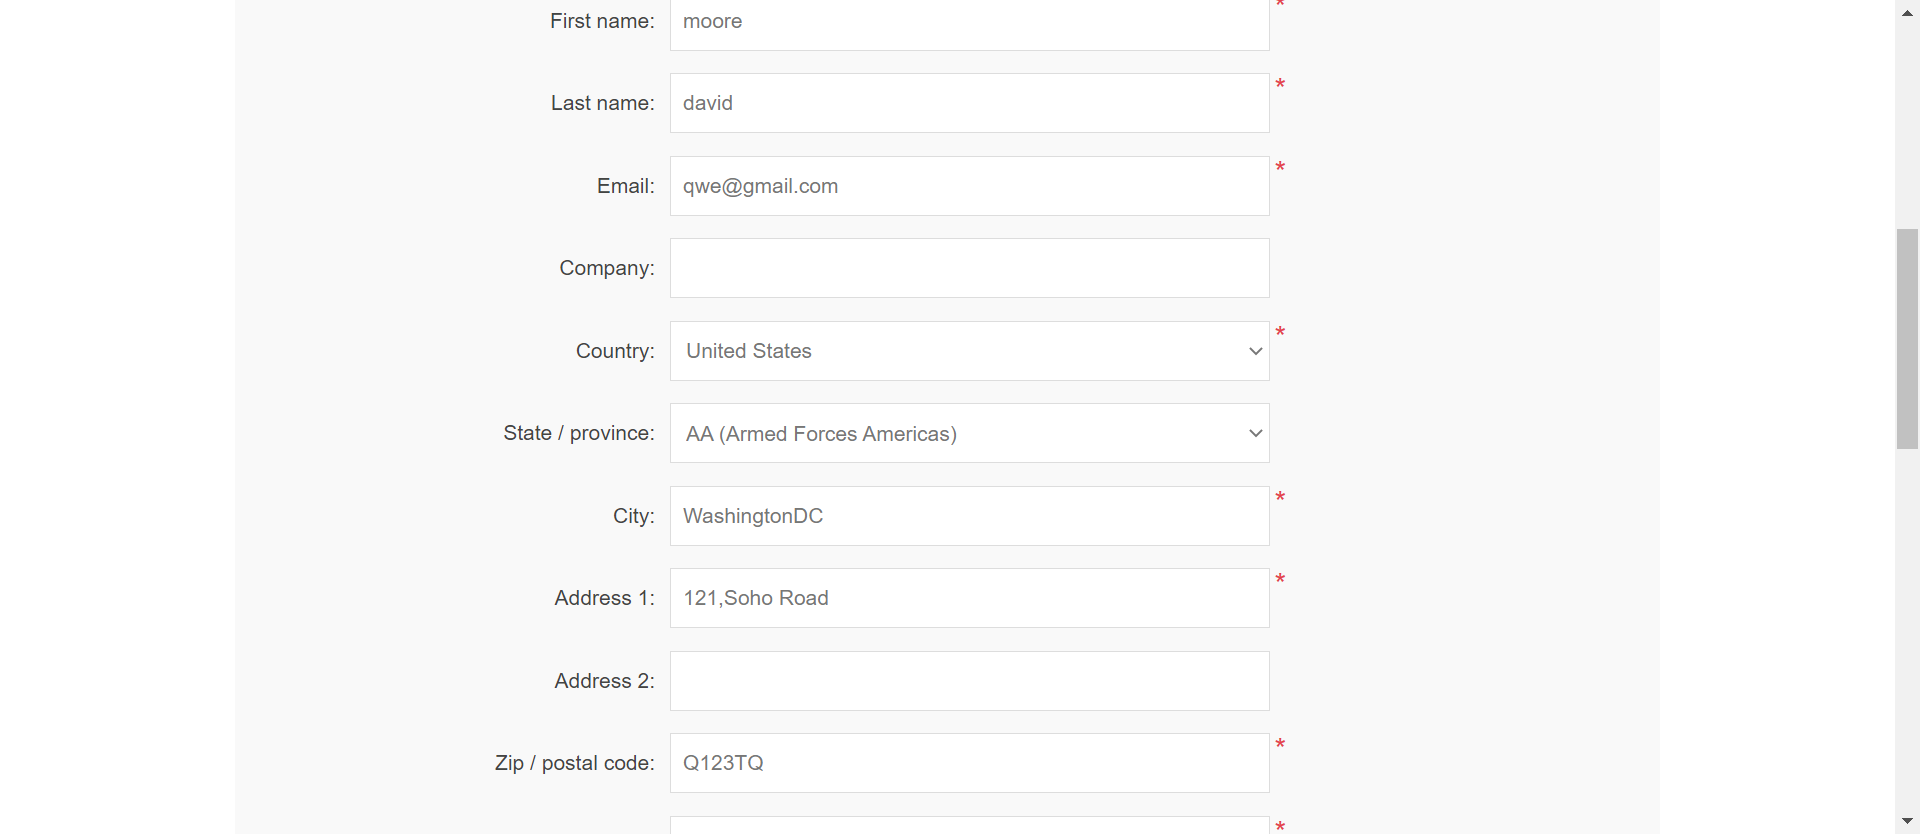 First name: moore *
Last name: david *
Email: qwe@gmail.com *
Company:
Country: United States *
State / province: AA (Armed Forces Americas)
City: WashingtonDC *
Address 1: 121,Soho Road *
Address 2:
Zip / postal code: Q123TQ *
*